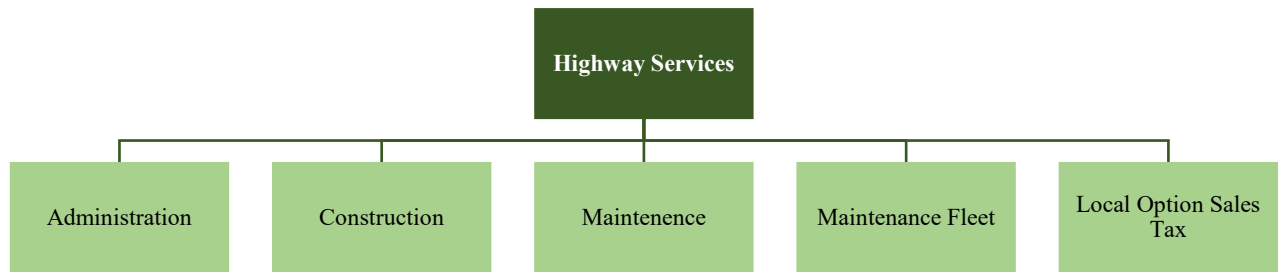 Highway Services
Administration
Construction
Maintenence
Maintenance Fleet
Local Option Sales
Tax